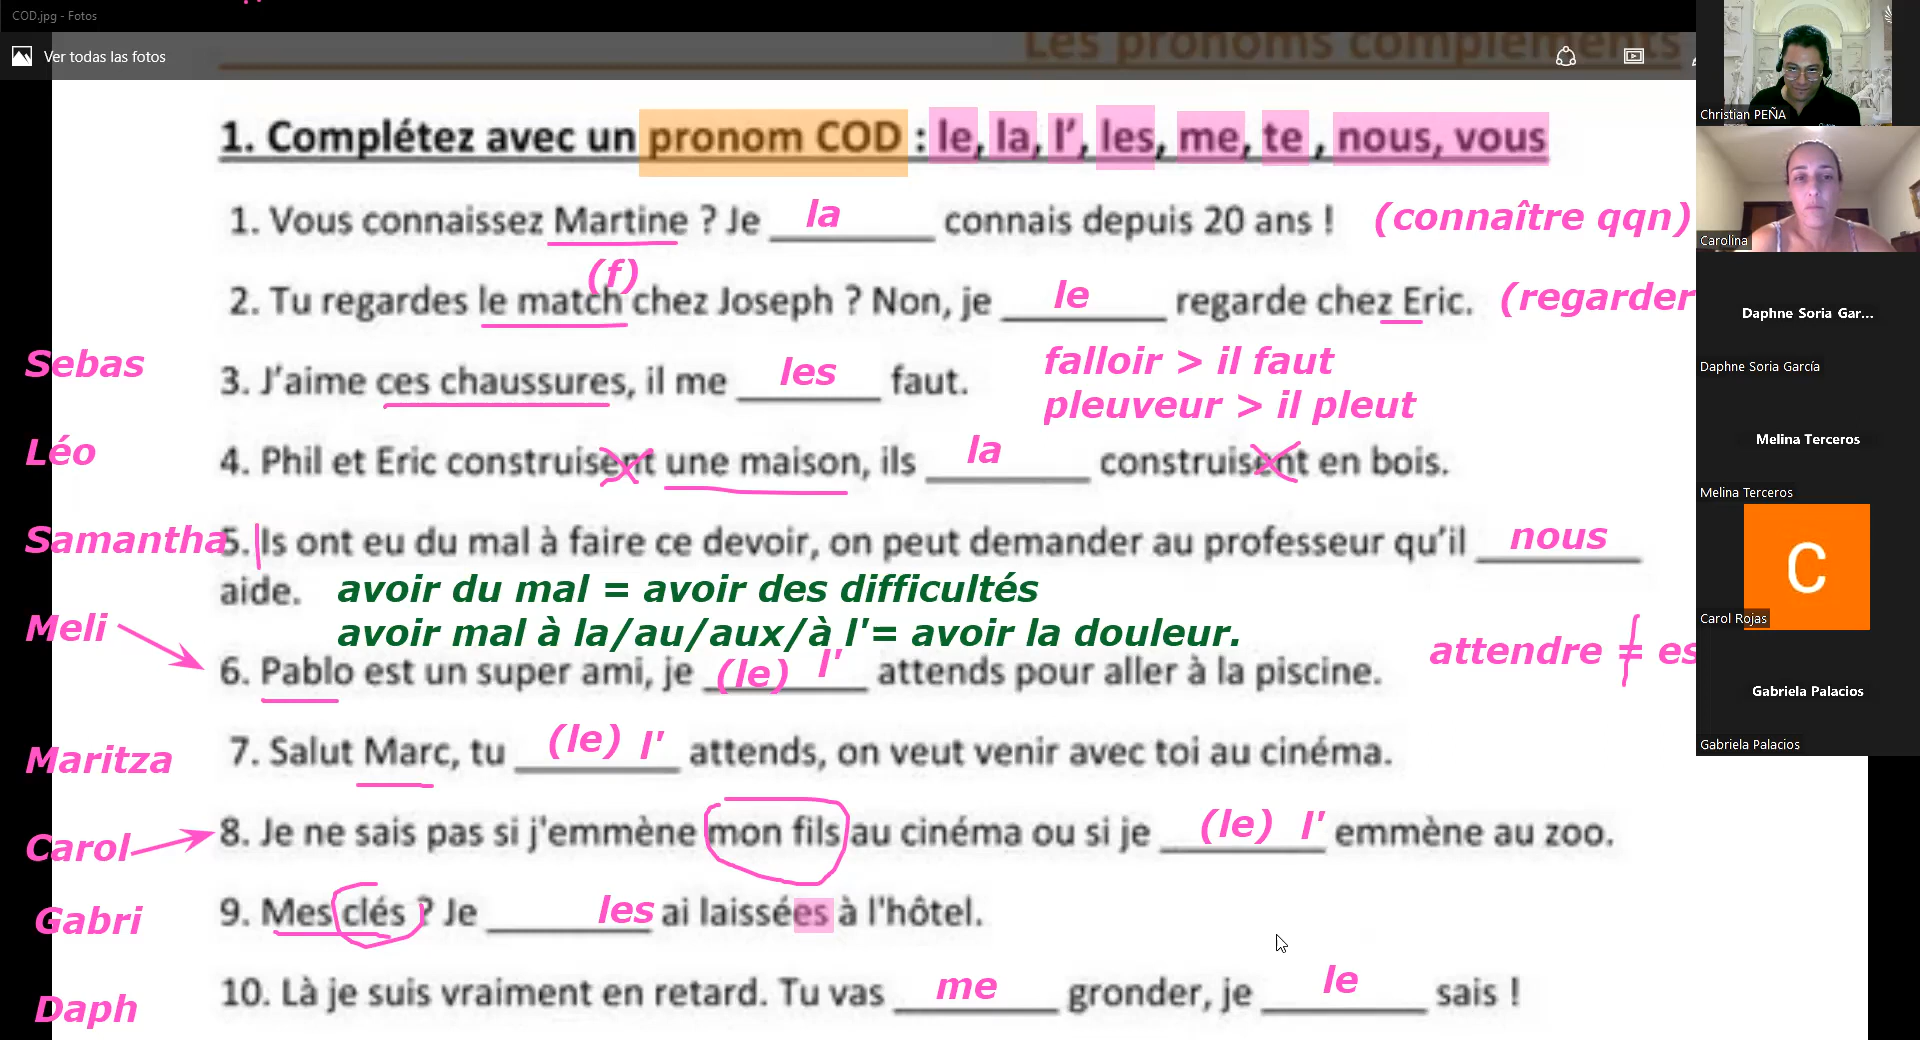 COD.jpg - Fotos
Ver todas las fotos
Les pronoms compléments
1. Complétez avec un pronom COD : le, la, l’, les, me, te , nous, vous
1. Vous connaissez Martine ? Je la connais depuis 20 ans ! (connaître qqn)
(f)
2. Tu regardes le match chez Joseph ? Non, je le regarde chez Eric. (regarder
Sebas
3. J’aime ces chaussures, il me les faut.
falloir > il faut
pleuveur > il pleut
Léo
4. Phil et Eric construisent une maison, ils la construisent en bois.
Samantha
5. Is ont eu du mal à faire ce devoir, on peut demander au professeur qu’il nous
aide.
avoir du mal = avoir des difficultés
avoir mal à la/au/aux/à l'= avoir la douleur.
Meli
attendre = es
6. Pablo est un super ami, je (le) l' attends pour aller à la piscine.
Maritza
7. Salut Marc, tu (le) l' attends, on veut venir avec toi au cinéma.
Carol
8. Je ne sais pas si j'emmène mon fils au cinéma ou si je (le) l' emmène au zoo.
Gabri
9. Mes clés ? Je les ai laissées à l'hôtel.
Daph
10. Là je suis vraiment en retard. Tu vas me gronder, je le sais !
Christian PEÑA
Carolina
Daphne Soria Gar...
Daphne Soria García
Melina Terceros
Melina Terceros
C
Carol Rojas
Gabriela Palacios
Gabriela Palacios